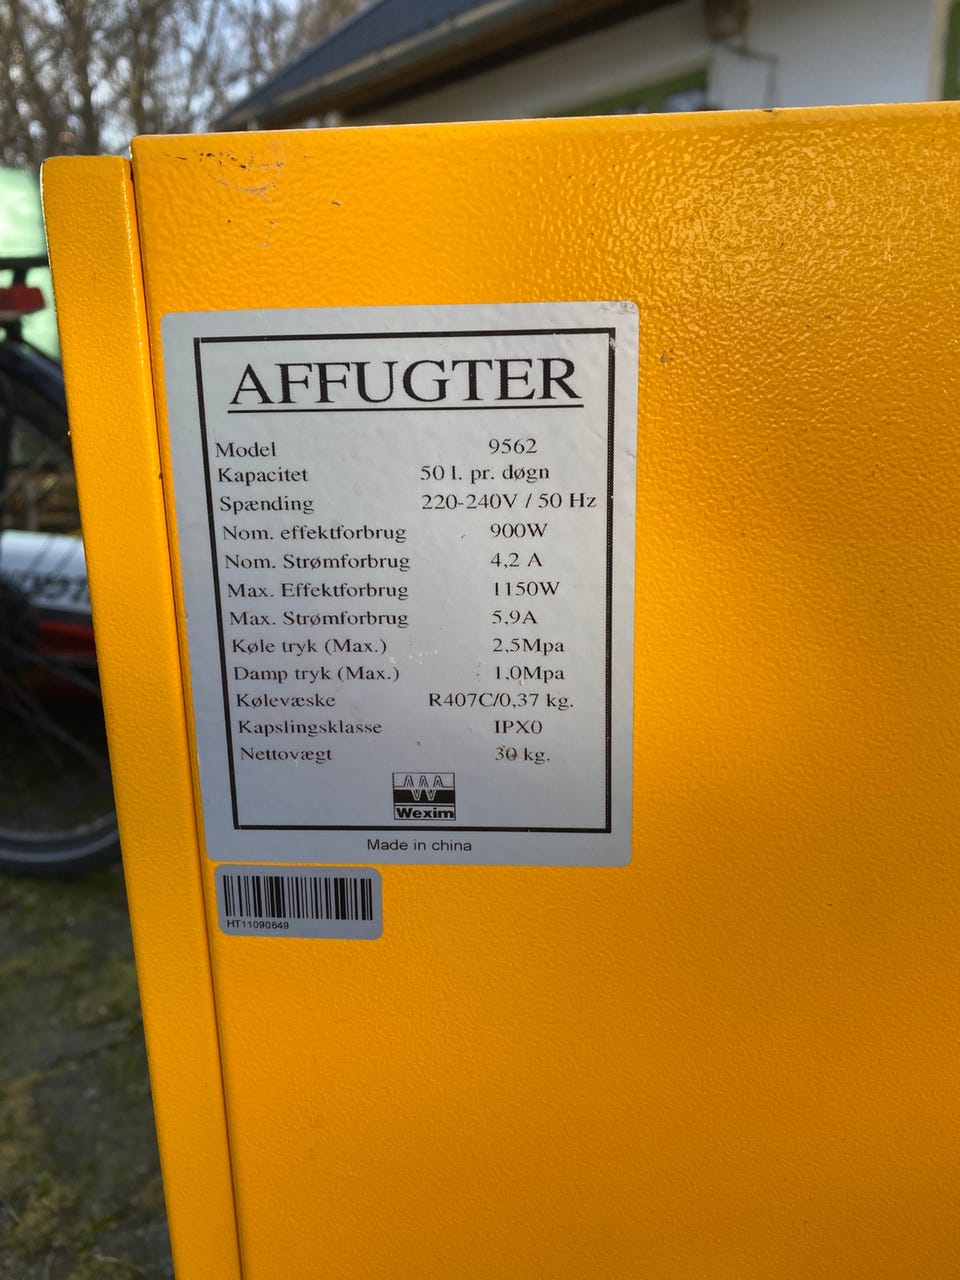 AFFUGTER
Model 9562
Kapacitet 50 l. pr. døgn
Spænding 220-240V / 50 Hz
Nom. effektforbrug 900W
Nom. Strømforbrug 4,2 A
Max. Effektforbrug 1150W
Max. Strømforbrug 5,9A
Køle tryk (Max.) 2,5Mpa
Damp tryk (Max.) 1,0Mpa
Kølevæske R407C/0,37 kg.
Kapslingsklasse IPX0
Nettovægt 30 kg.
Wexim
Made in china
HT11090649